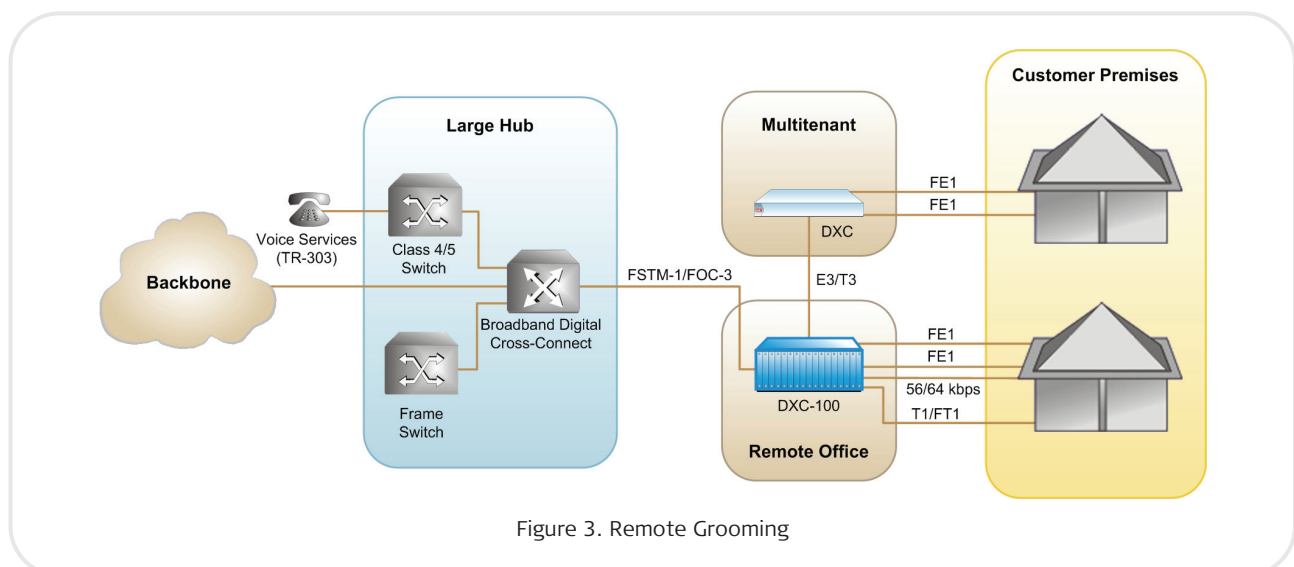 Customer Premises
Large Hub
Multitenant
FE1
FE1
DXC
Voice Services
(TR-303)
Class 4/5
Switch
Backbone
FSTM-1/FOC-3
E3/T3
Broadband Digital
Cross-Connect
FE1
FE1
56/64 kbps
T1/FT1
DXC-100
Frame
Switch
Remote Office
Figure 3. Remote Grooming